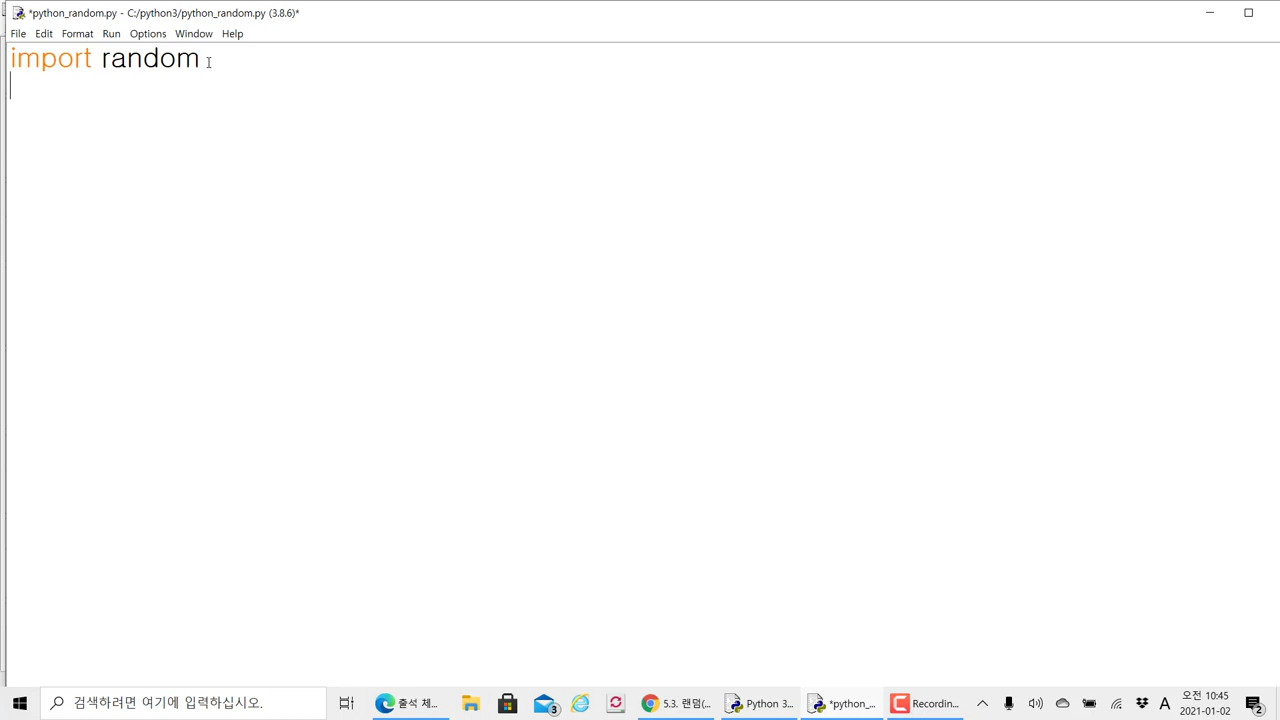 *python_random.py - C:/python3/python_random.py (3.8.6)*
File Edit Format Run Options Window Help
import random
검색하려면 여기에 입력하십시오.
출석 체...
3
5.3. 랜덤(...
Python 3...
*python_...
Recordin...
A
오전 10:45
2021-01-02
2